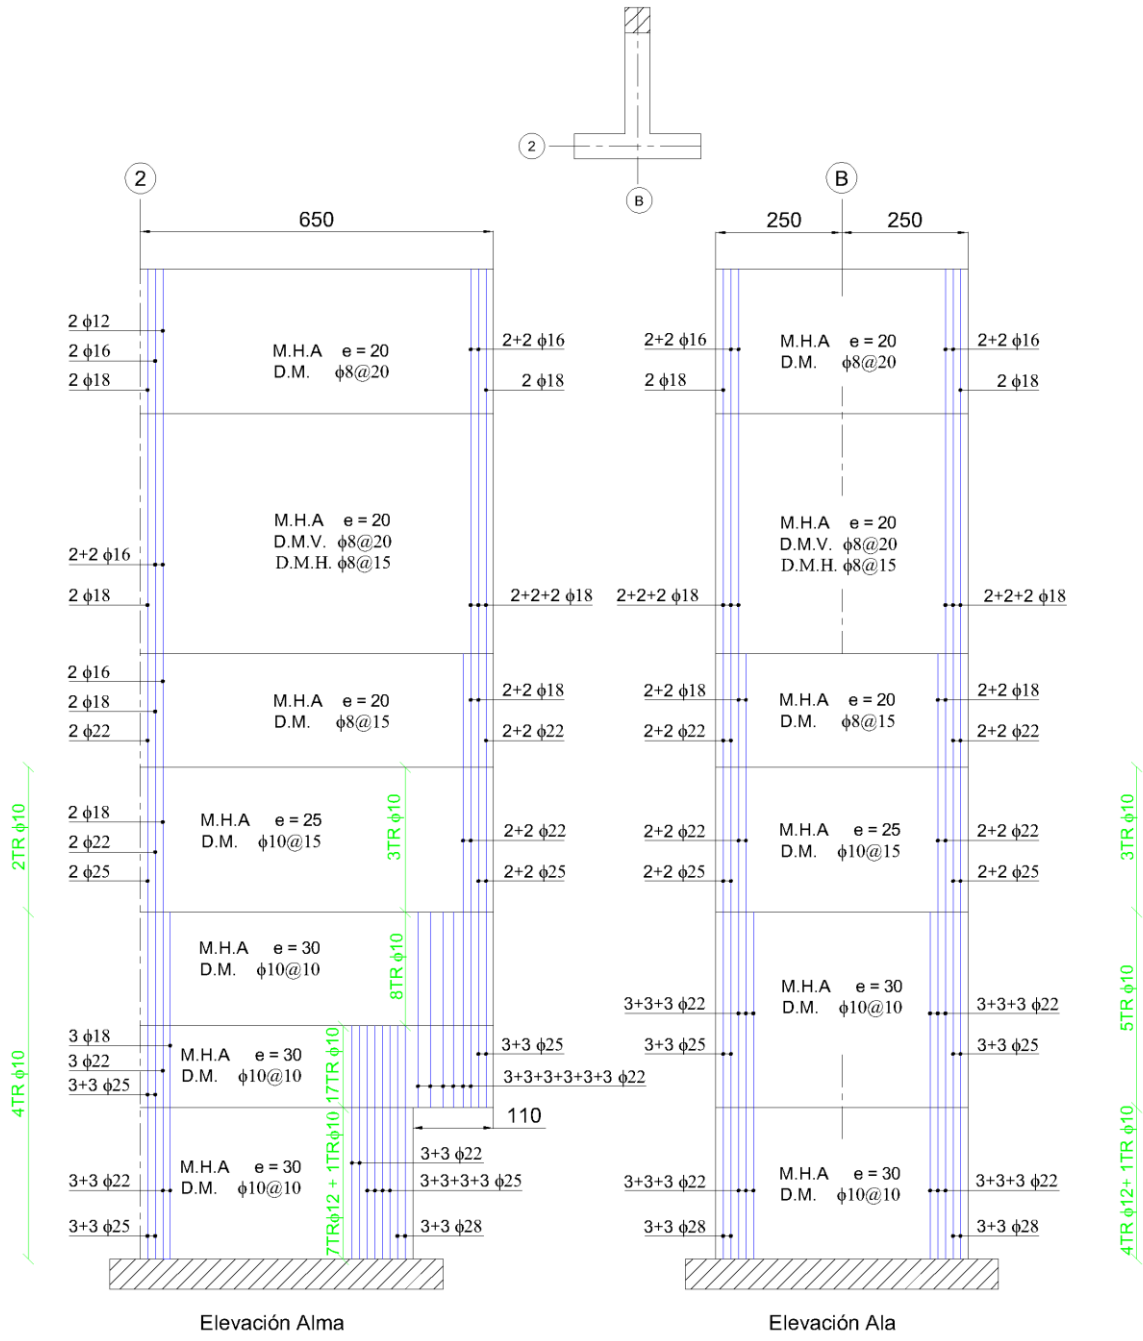 2
B
2
650
B
250
250
2 ϕ12
2 ϕ16
2 ϕ18
M.H.A e = 20
D.M. ϕ8@20
2+2 ϕ16
2 ϕ18
2+2 ϕ16
2 ϕ18
M.H.A e = 20
D.M. ϕ8@20
2+2 ϕ16
2 ϕ18
M.H.A e = 20
D.M.V. ϕ8@20
D.M.H. ϕ8@15
2+2 ϕ16
2 ϕ18
2+2+2 ϕ18
M.H.A e = 20
D.M.V. ϕ8@20
D.M.H. ϕ8@15
2+2+2 ϕ18
2+2+2 ϕ18
2 ϕ16
2 ϕ18
2 ϕ22
M.H.A e = 20
D.M. ϕ8@15
2+2 ϕ18
2+2 ϕ22
2+2 ϕ18
2+2 ϕ22
M.H.A e = 20
D.M. ϕ8@15
2+2 ϕ18
2+2 ϕ22
2TR ϕ10
2 ϕ18
2 ϕ22
2 ϕ25
M.H.A e = 25
D.M. ϕ10@15
3TR ϕ10
2+2 ϕ22
2+2 ϕ25
2+2 ϕ22
2+2 ϕ25
M.H.A e = 25
D.M. ϕ10@15
2+2 ϕ22
2+2 ϕ25
3TR ϕ10
4TR ϕ10
M.H.A e = 30
D.M. ϕ10@10
8TR ϕ10
3 ϕ18
3 ϕ22
3+3 ϕ25
M.H.A e = 30
D.M. ϕ10@10
17TR ϕ10
3+3 ϕ25
3+3+3+3+3+3 ϕ22
3+3+3 ϕ22
3+3 ϕ25
M.H.A e = 30
D.M. ϕ10@10
3+3+3 ϕ22
3+3 ϕ25
5TR ϕ10
110
3+3 ϕ22
3+3 ϕ25
M.H.A e = 30
D.M. ϕ10@10
7TRϕ12 + 1TRϕ10
3+3 ϕ22
3+3+3+3 ϕ25
3+3 ϕ28
3+3+3 ϕ22
3+3 ϕ28
M.H.A e = 30
D.M. ϕ10@10
3+3+3 ϕ22
3+3 ϕ28
4TR ϕ12+ 1TR ϕ10
Elevación Alma
Elevación Ala